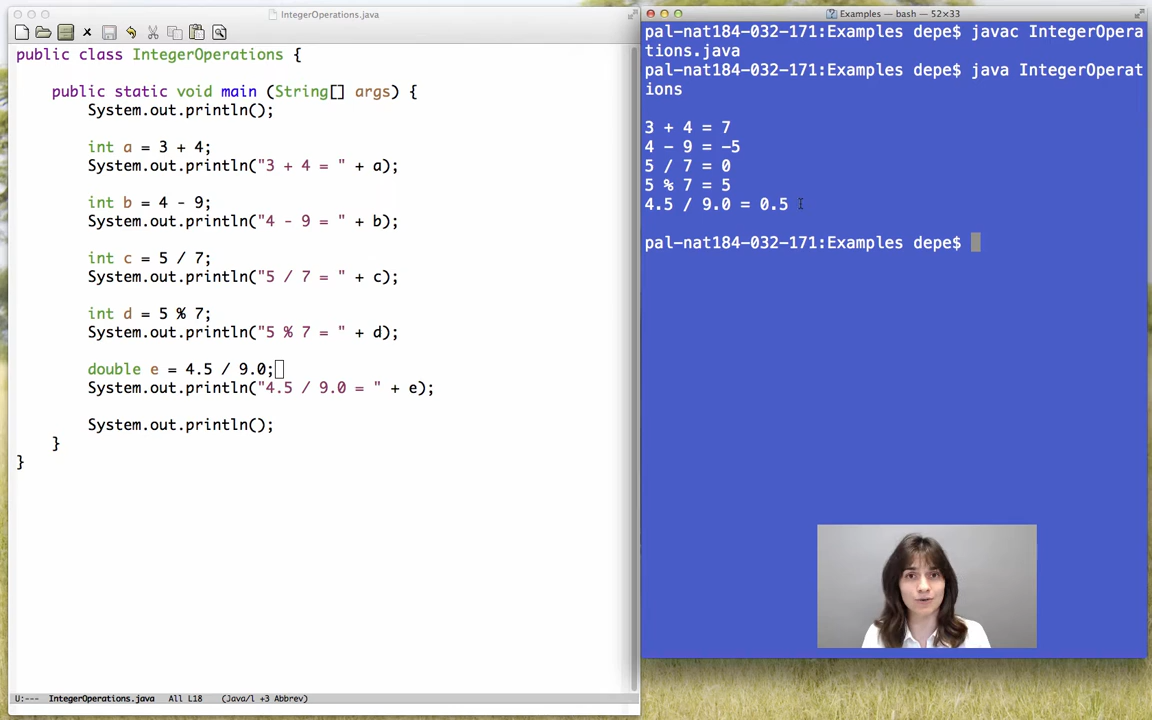 IntegerOperations.java
public class IntegerOperations {
public static void main (String[] args) {
System.out.println();
int a = 3 + 4;
System.out.println("3 + 4 = " + a);
int b = 4 - 9;
System.out.println("4 - 9 = " + b);
int c = 5 / 7;
System.out.println("5 / 7 = " + c);
int d = 5 % 7;
System.out.println("5 % 7 = " + d);
double e = 4.5 / 9.0;
System.out.println("4.5 / 9.0 = " + e);
System.out.println();
}
}
U:--- IntegerOperations.java All L18 (Java/l +3 Abbrev)
Examples — bash — 52×33
pal-nat184-032-171:Examples depe$ javac IntegerOpera
tions.java
pal-nat184-032-171:Examples depe$ java IntegerOperat
ions
3 + 4 = 7
4 - 9 = -5
5 / 7 = 0
5 % 7 = 5
4.5 / 9.0 = 0.5
pal-nat184-032-171:Examples depe$